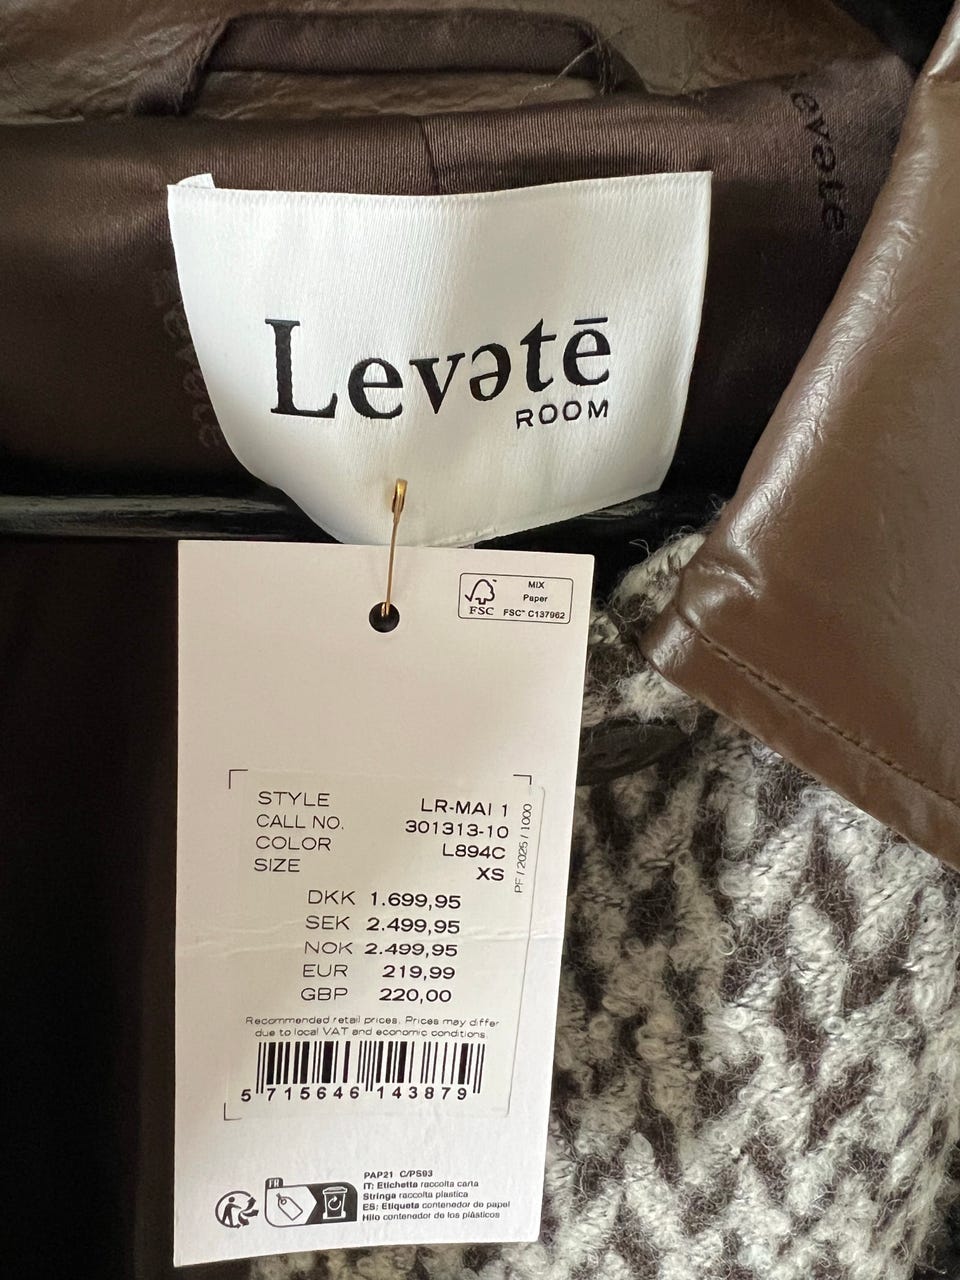 Levəte
Levətē
ROOM
MIX
Paper
FSC
FSC™ C137962
STYLE LR-MAI 1
CALL NO. 301313-10
COLOR L894C
SIZE XS
PF / 2025 / 1000
DKK 1.699,95
SEK 2.499,95
NOK 2.499,95
EUR 219,99
GBP 220,00
Recommended retail prices. Prices may differ
due to local VAT and economic conditions.
5 715646 143879
FR
PAP21 C/PS93
IT: Etichetta raccolta carta
Stringa raccolta plastica
ES: Etiqueta contenedor de papel
Hilo contenedor de los plásticos